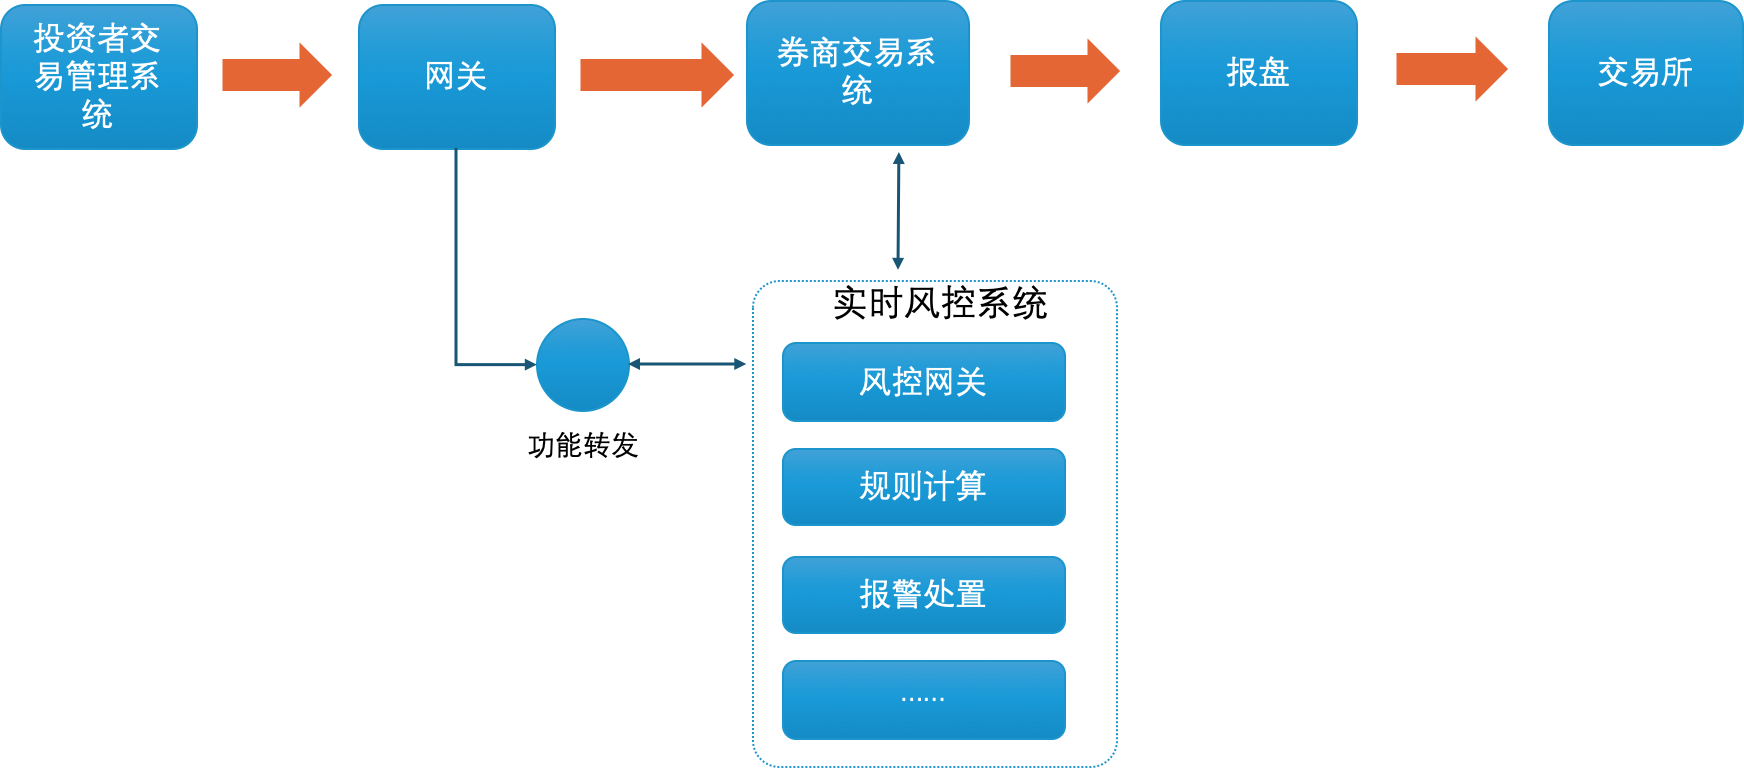 投资者交
易管理系
统
网关
券商交易系
统
报盘
交易所
实时风控系统
风控网关
功能转发
规则计算
报警处置
......